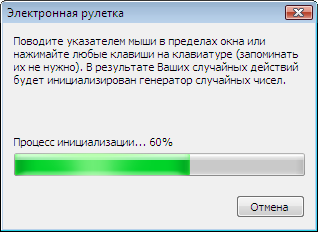 Электронная рулетка
Поводите указателем мыши в пределах окна или
нажимайте любые клавиши на клавиатуре (запоминать
их не нужно). В результате Ваших случайных действий
будет инициализирован генератор случайных чисел.
Процесс инициализации... 60%
Отмена